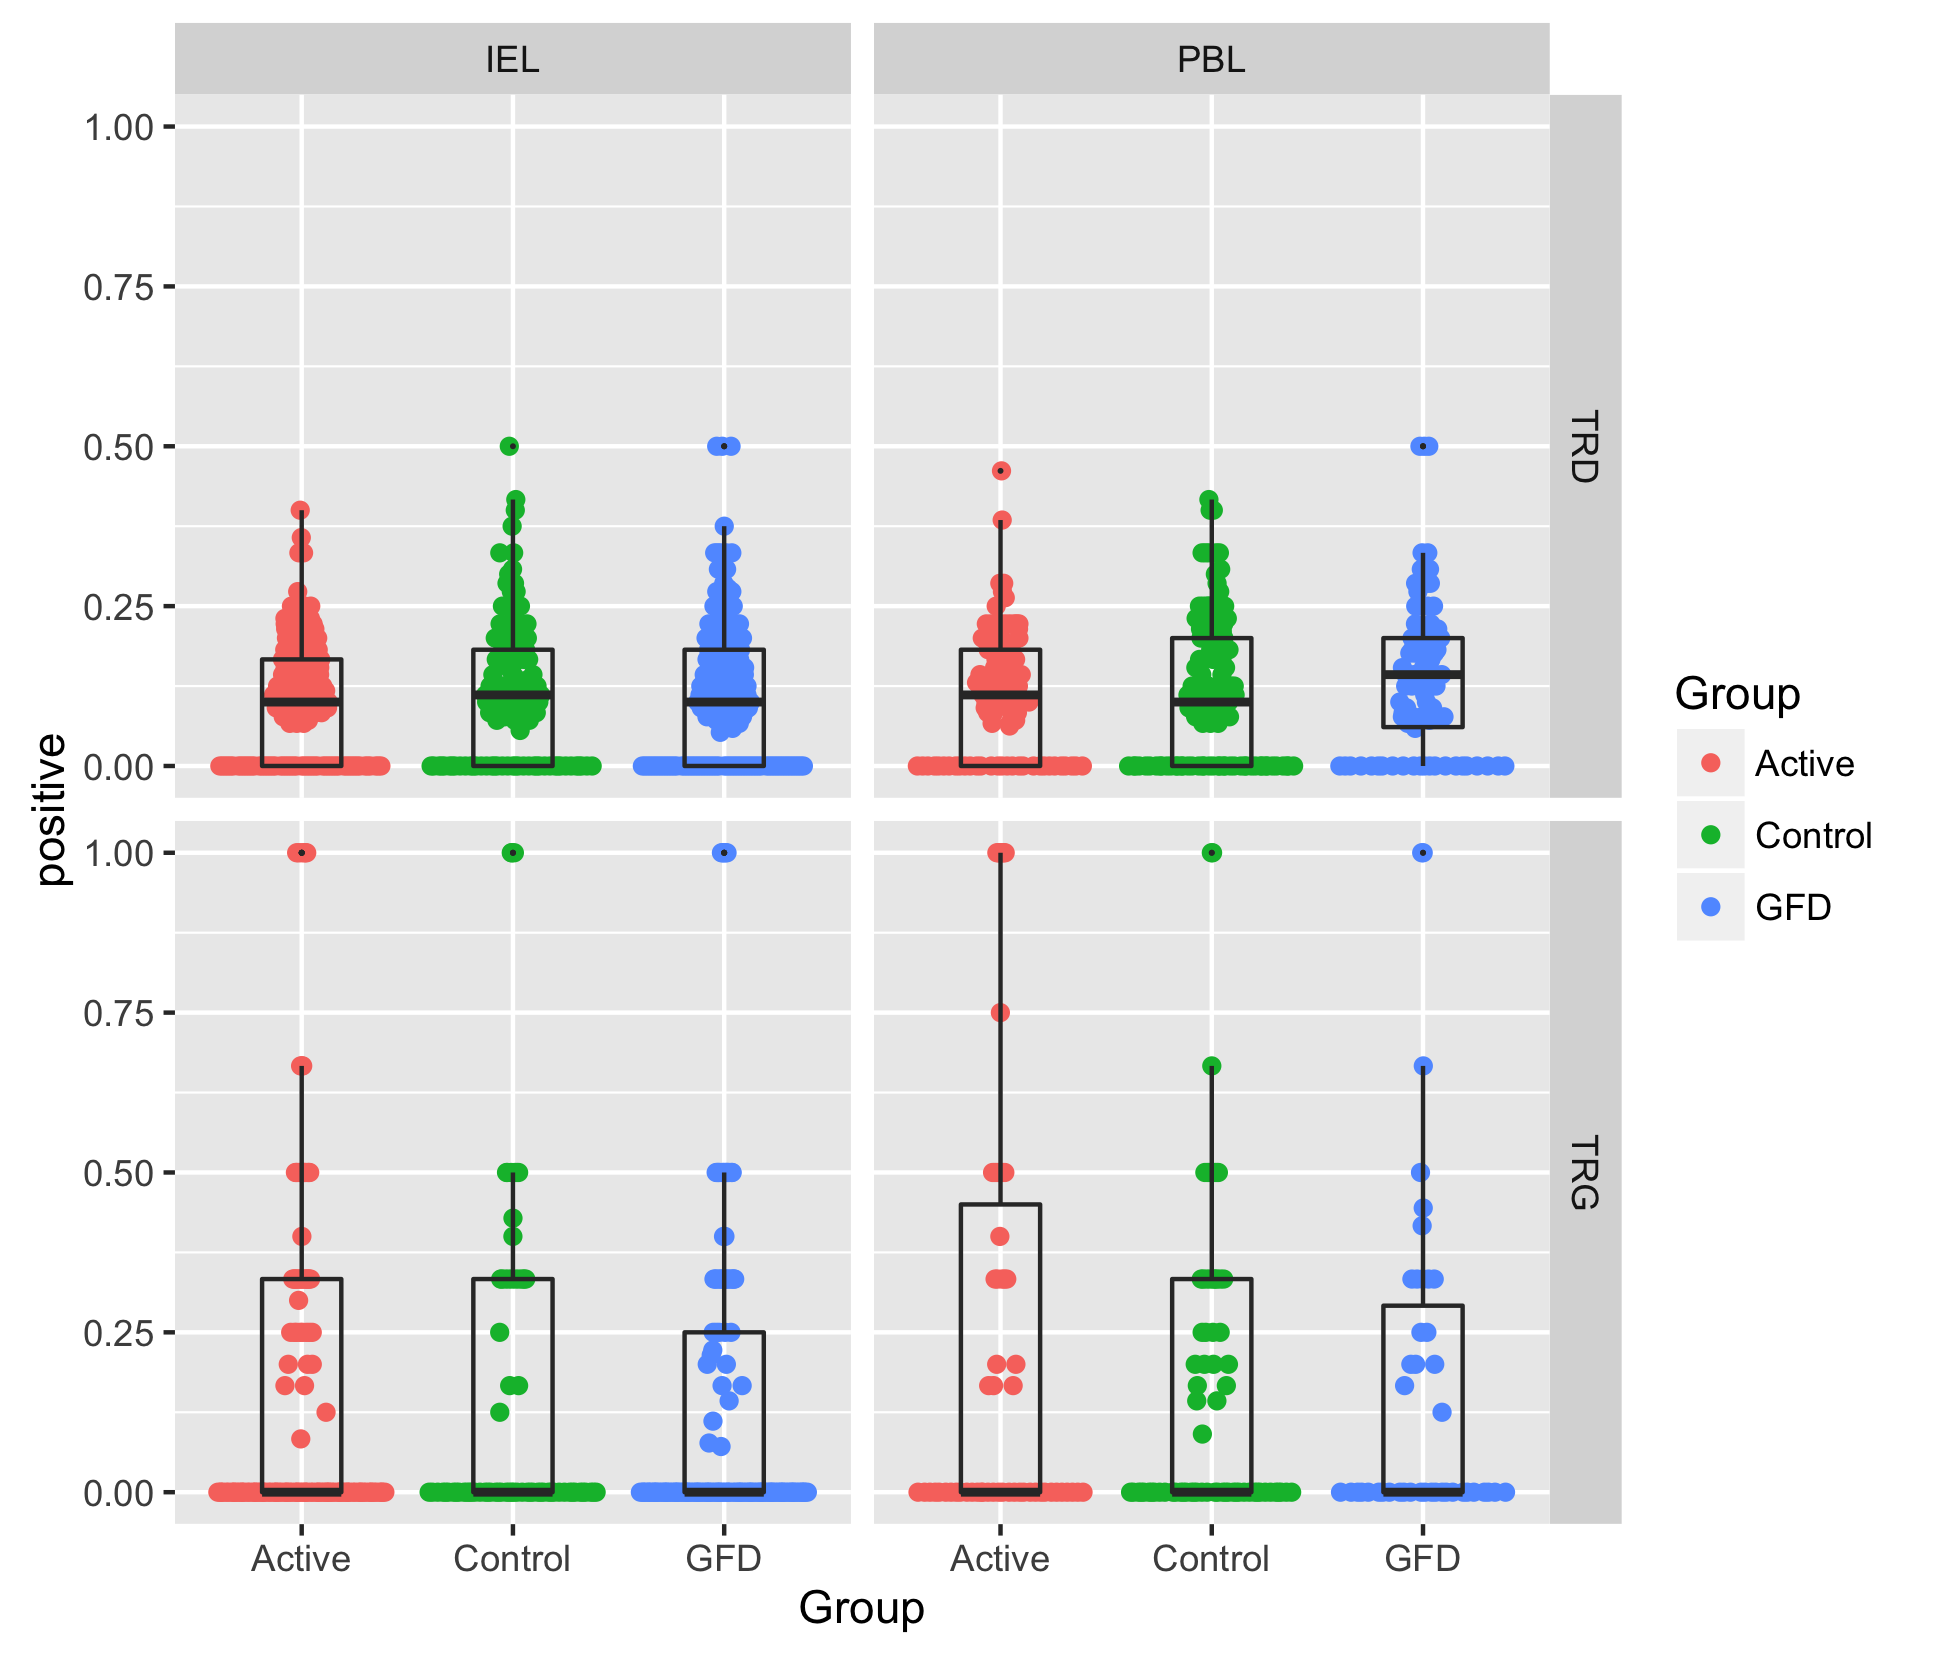 IEL
PBL
1.00
0.75
0.50
0.25
0.00
TRD
1.00
0.75
0.50
0.25
0.00
TRG
positive
Active
Control
GFD
Active
Control
GFD
Group
Group
Active
Control
GFD